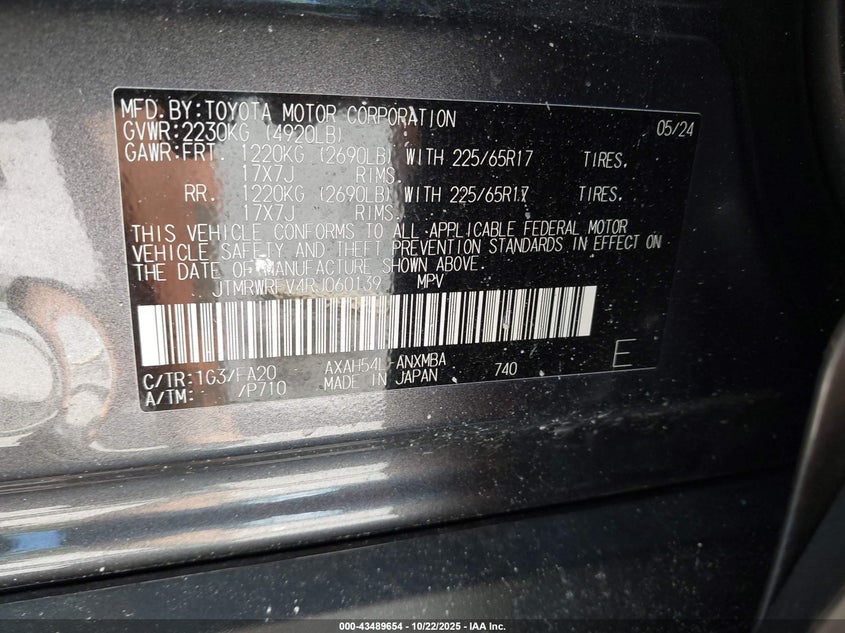 MFD.BY:TOYOTA MOTOR CORPORATION 05/24
GVWR:2230KG (4920LB)
GAWR:FRT. 1220KG (2690LB) WITH 225/65R17 TIRES,
17X7J RIMS,
RR. 1220KG (2690LB) WITH 225/65R17 TIRES,
17X7J RIMS,
THIS VEHICLE CONFORMS TO ALL APPLICABLE FEDERAL MOTOR
VEHICLE SAFETY AND THEFT PREVENTION STANDARDS IN EFFECT ON
THE DATE OF MANUFACTURE SHOWN ABOVE.
JTMRWRFV4RJ060139 MPV
C/TR:1G3/FA20 AXAH54L-ANXMBA 740 E
A/TM: /P710 MADE IN JAPAN
000-43489654 - 10/22/2025 - IAA Inc.